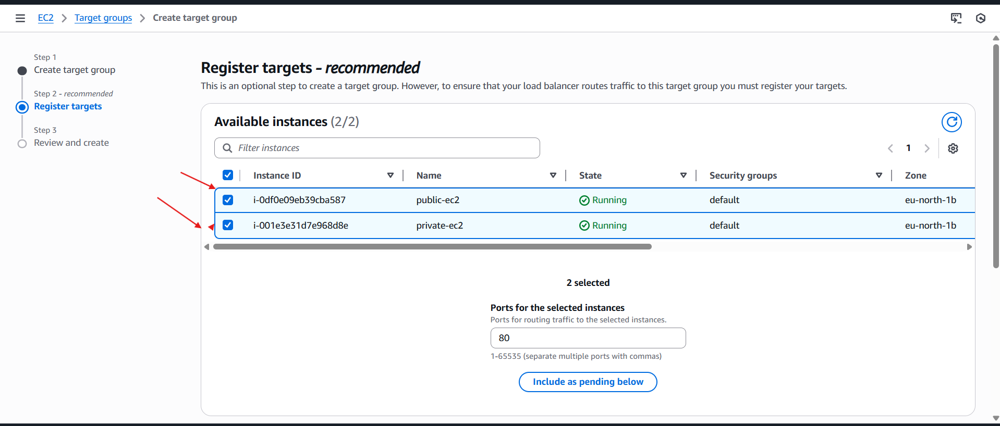 EC2 Target groups Create target group
Step 1
Create target group
Step 2 - recommended
Register targets
Step 3
Review and create
Register targets - recommended
This is an optional step to create a target group. However, to ensure that your load balancer routes traffic to this target group you must register your targets.
Available instances (2/2)
Filter instances
1
Instance ID Name State Security groups Zone
i-0df0e09eb39cba587 public-ec2 Running default eu-north-1b
i-001e3e31d7e968d8e private-ec2 Running default eu-north-1b
2 selected
Ports for the selected instances
Ports for routing traffic to the selected instances.
80
1-65535 (separate multiple ports with commas)
Include as pending below